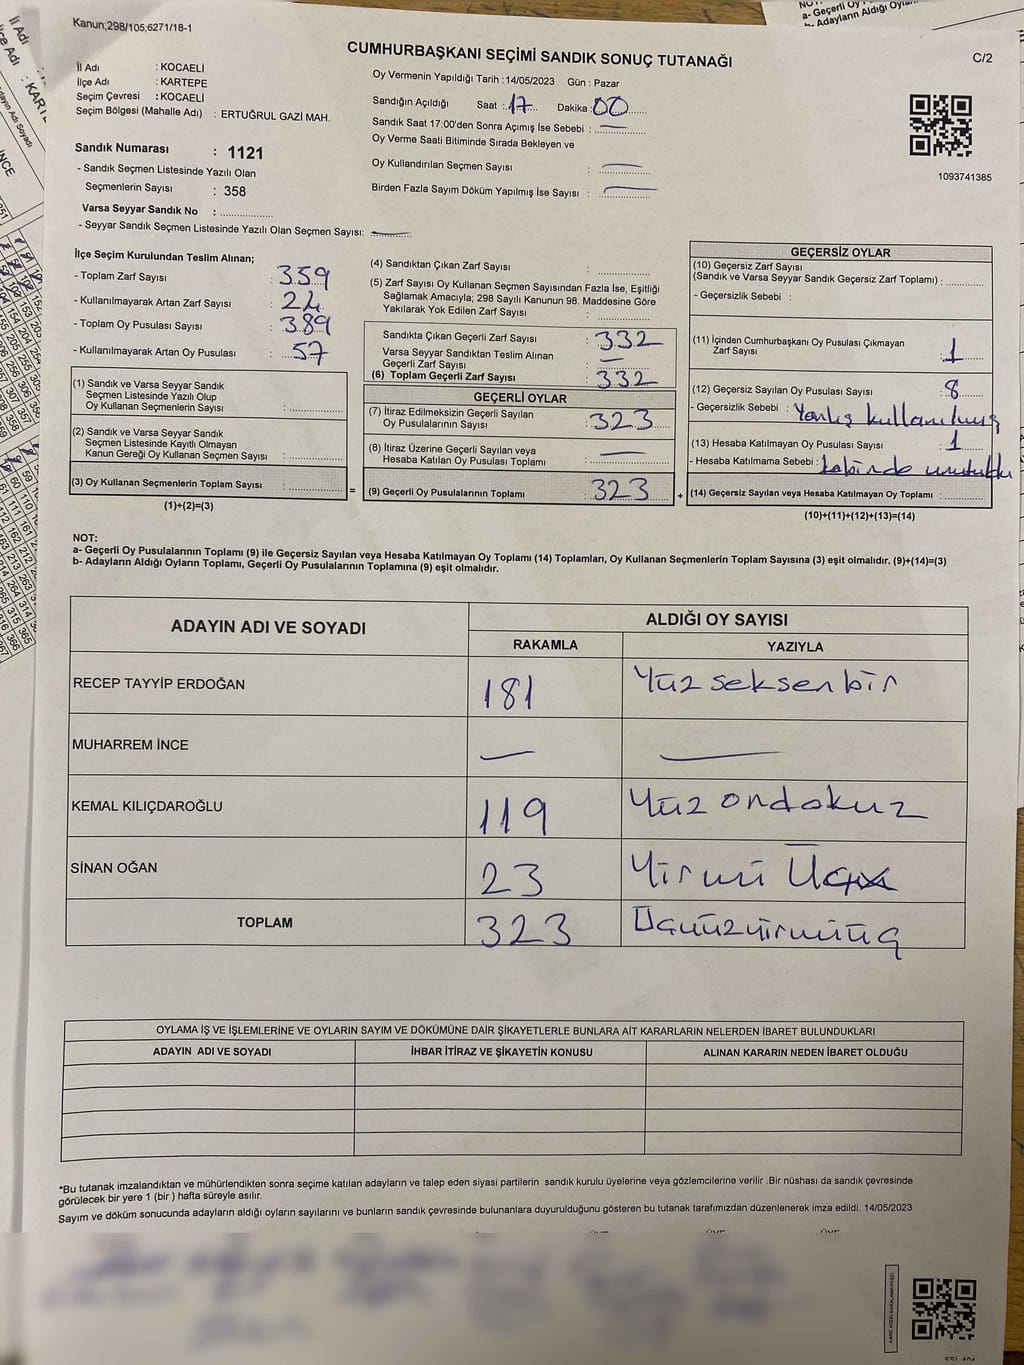 Kanun;298/105,6271/18-1
CUMHURBAŞKANI SEÇİMİ SANDIK SONUÇ TUTANAĞI
C/2
İl Adı : KOCAELİ
İlçe Adı : KARTEPE
Seçim Çevresi : KOCAELİ
Seçim Bölgesi (Mahalle Adı) : ERTUĞRUL GAZİ MAH.
Sandık Numarası : 1121
- Sandık Seçmen Listesinde Yazılı Olan
Seçmenlerin Sayısı : 358
Varsa Seyyar Sandık No :
- Seyyar Sandık Seçmen Listesinde Yazılı Olan Seçmen Sayısı: —
Oy Vermenin Yapıldığı Tarih : 14/05/2023 Gün : Pazar
Sandığın Açıldığı Saat : 17 Dakika : 00
Sandık Saat 17:00'den Sonra Açımış İse Sebebi : —
Oy Verme Saati Bitiminde Sırada Bekleyen ve
Oy Kullandırılan Seçmen Sayısı : —
Birden Fazla Sayım Döküm Yapılmış İse Sayısı : —
1093741385
İlçe Seçim Kurulundan Teslim Alınan;
- Toplam Zarf Sayısı : 359
- Kullanılmayarak Artan Zarf Sayısı : 24
- Toplam Oy Pusulası Sayısı : 389
- Kullanılmayarak Artan Oy Pusulası : 57
(1) Sandık ve Varsa Seyyar Sandık
Seçmen Listesinde Yazılı Olup
Oy Kullanan Seçmenlerin Sayısı :
(2) Sandık ve Varsa Seyyar Sandık
Seçmen Listesinde Kayıtlı Olmayan
Kanun Gereği Oy Kullanan Seçmen Sayısı :
(3) Oy Kullanan Seçmenlerin Toplam Sayısı :
(1)+(2)=(3)
=
(4) Sandıktan Çıkan Zarf Sayısı :
(5) Zarf Sayısı Oy Kullanan Seçmen Sayısından Fazla İse, Eşitliği
Sağlamak Amacıyla; 298 Sayılı Kanunun 98. Maddesine Göre
Yakılarak Yok Edilen Zarf Sayısı :
Sandıkta Çıkan Geçerli Zarf Sayısı : 332
Varsa Seyyar Sandıktan Teslim Alınan
Geçerli Zarf Sayısı : —
(6) Toplam Geçerli Zarf Sayısı : 332
GEÇERLİ OYLAR
(7) İtiraz Edilmeksizin Geçerli Sayılan
Oy Pusulalarının Sayısı : 323
(8) İtiraz Üzerine Geçerli Sayılan veya
Hesaba Katılan Oy Pusulası Toplamı : —
(9) Geçerli Oy Pusulalarının Toplamı : 323
+
GEÇERSİZ OYLAR
(10) Geçersiz Zarf Sayısı
(Sandık ve Varsa Seyyar Sandık Geçersiz Zarf Toplamı) :
- Geçersizlik Sebebi :
(11) İçinden Cumhurbaşkanı Oy Pusulası Çıkmayan
Zarf Sayısı : 1
(12) Geçersiz Sayılan Oy Pusulası Sayısı : 8
- Geçersizlik Sebebi : Yanlış kullanılmış
(13) Hesaba Katılmayan Oy Pusulası Sayısı : 1
- Hesaba Katılmama Sebebi : kabinde unutuldu
(14) Geçersiz Sayılan veya Hesaba Katılmayan Oy Toplamı :
(10)+(11)+(12)+(13)=(14)
NOT:
a- Geçerli Oy Pusulalarının Toplamı (9) ile Geçersiz Sayılan veya Hesaba Katılmayan Oy Toplamı (14) Toplamları, Oy Kullanan Seçmenlerin Toplam Sayısına (3) eşit olmalıdır. (9)+(14)=(3)
b- Adayların Aldığı Oyların Toplamı, Geçerli Oy Pusulalarının Toplamına (9) eşit olmalıdır.
ADAYIN ADI VE SOYADI
ALDIĞI OY SAYISI
RAKAMLA YAZIYLA
RECEP TAYYİP ERDOĞAN 181 Yüz seksen bir
MUHARREM İNCE — —
KEMAL KILIÇDAROĞLU 119 Yüz ondokuz
SİNAN OĞAN 23 Yirmi Üç
TOPLAM 323 Üçyüzyirmiüç
OYLAMA İŞ VE İŞLEMLERİNE VE OYLARIN SAYIM VE DÖKÜMÜNE DAİR ŞİKAYETLERLE BUNLARA AİT KARARLARIN NELERDEN İBARET BULUNDUKLARI
ADAYIN ADI VE SOYADI İHBAR İTİRAZ VE ŞİKAYETİN KONUSU ALINAN KARARIN NEDEN İBARET OLDUĞU
*Bu tutanak imzalandıktan ve mühürlendikten sonra seçime katılan adayların ve talep eden siyasi partilerin sandık kurulu üyelerine veya gözlemcilerine verilir .Bir nüshası da sandık çevresinde
görülecek bir yere 1 (bir ) hafta süreyle asılır.
Sayım ve döküm sonucunda adayların aldığı oyların sayılarını ve bunların sandık çevresinde bulunanlara duyurulduğunu gösteren bu tutanak tarafımızdan düzenlenerek imza edildi. 14/05/2023